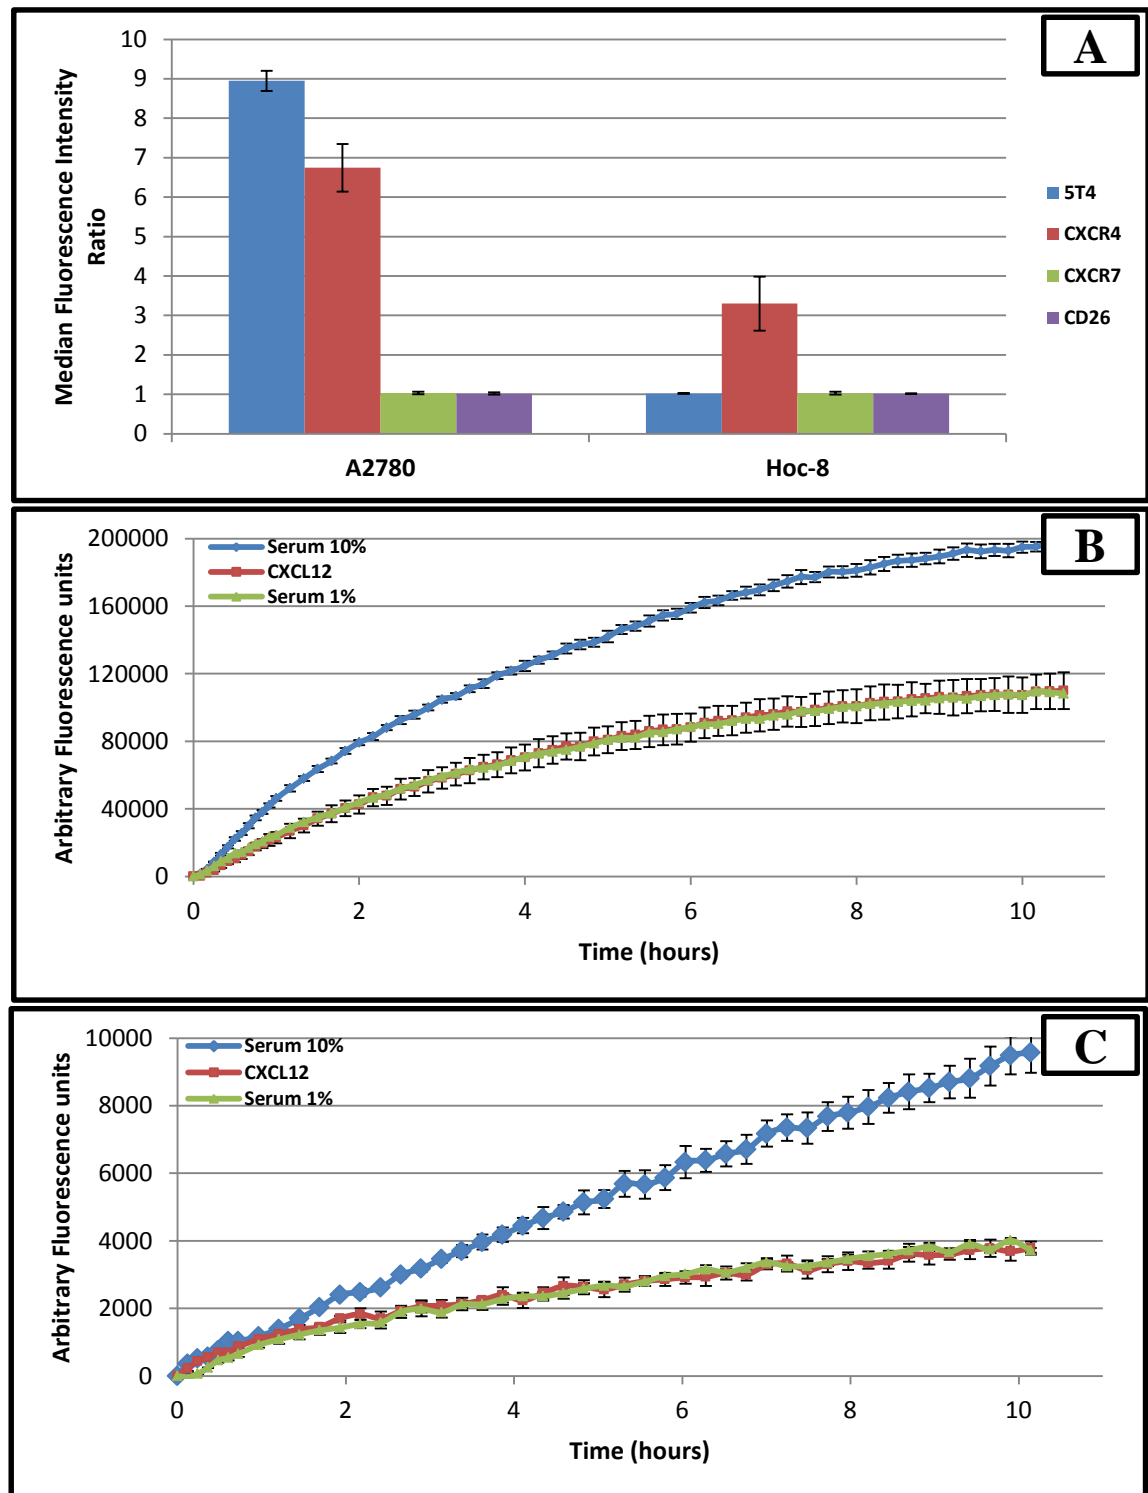 A
10
9
8
7
6
5
4
3
2
1
0
Median Fluorescence Intensity
Ratio
A2780
Hoc-8
5T4
CXCR4
CXCR7
CD26
B
200000
160000
120000
80000
40000
0
Arbitrary Fluorescence units
Serum 10%
CXCL12
Serum 1%
0 2 4 6 8 10
Time (hours)
C
10000
8000
6000
4000
2000
0
Arbitrary Fluorescence units
Serum 10%
CXCL12
Serum 1%
0 2 4 6 8 10
Time (hours)